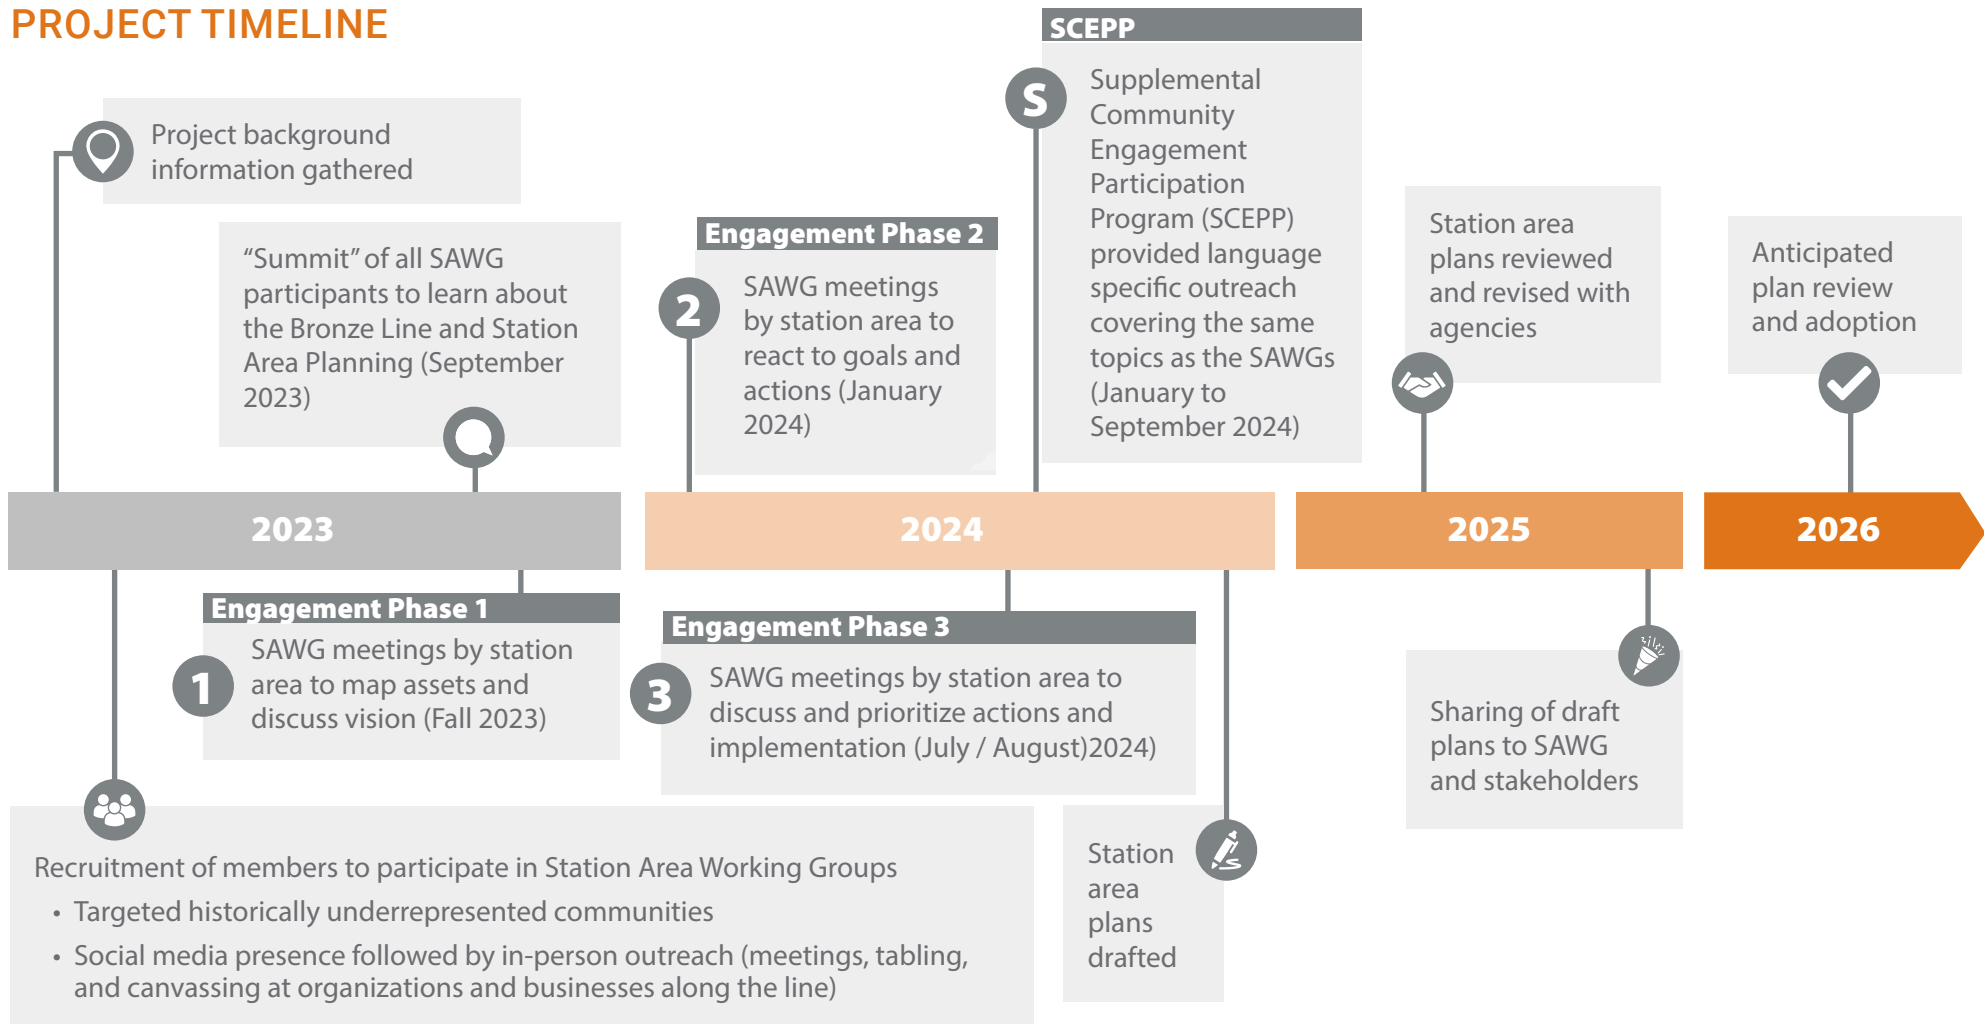 PROJECT TIMELINE
Project background
information gathered
“Summit” of all SAWG
participants to learn about
the Bronze Line and Station
Area Planning (September
2023)
Engagement Phase 2
2
SAWG meetings
by station area to
react to goals and
actions (January
2024)
SCEPP
S
Supplemental
Community
Engagement
Participation
Program (SCEPP)
provided language
specific outreach
covering the same
topics as the SAWGs
(January to
September 2024)
Station area
plans reviewed
and revised with
agencies
Anticipated
plan review
and adoption
2023
2024
2025
2026
Engagement Phase 1
1
SAWG meetings by station
area to map assets and
discuss vision (Fall 2023)
Engagement Phase 3
3
SAWG meetings by station area to
discuss and prioritize actions and
implementation (July / August)2024)
Recruitment of members to participate in Station Area Working Groups
• Targeted historically underrepresented communities
• Social media presence followed by in-person outreach (meetings, tabling,
and canvassing at organizations and businesses along the line)
Station
area
plans
drafted
Sharing of draft
plans to SAWG
and stakeholders